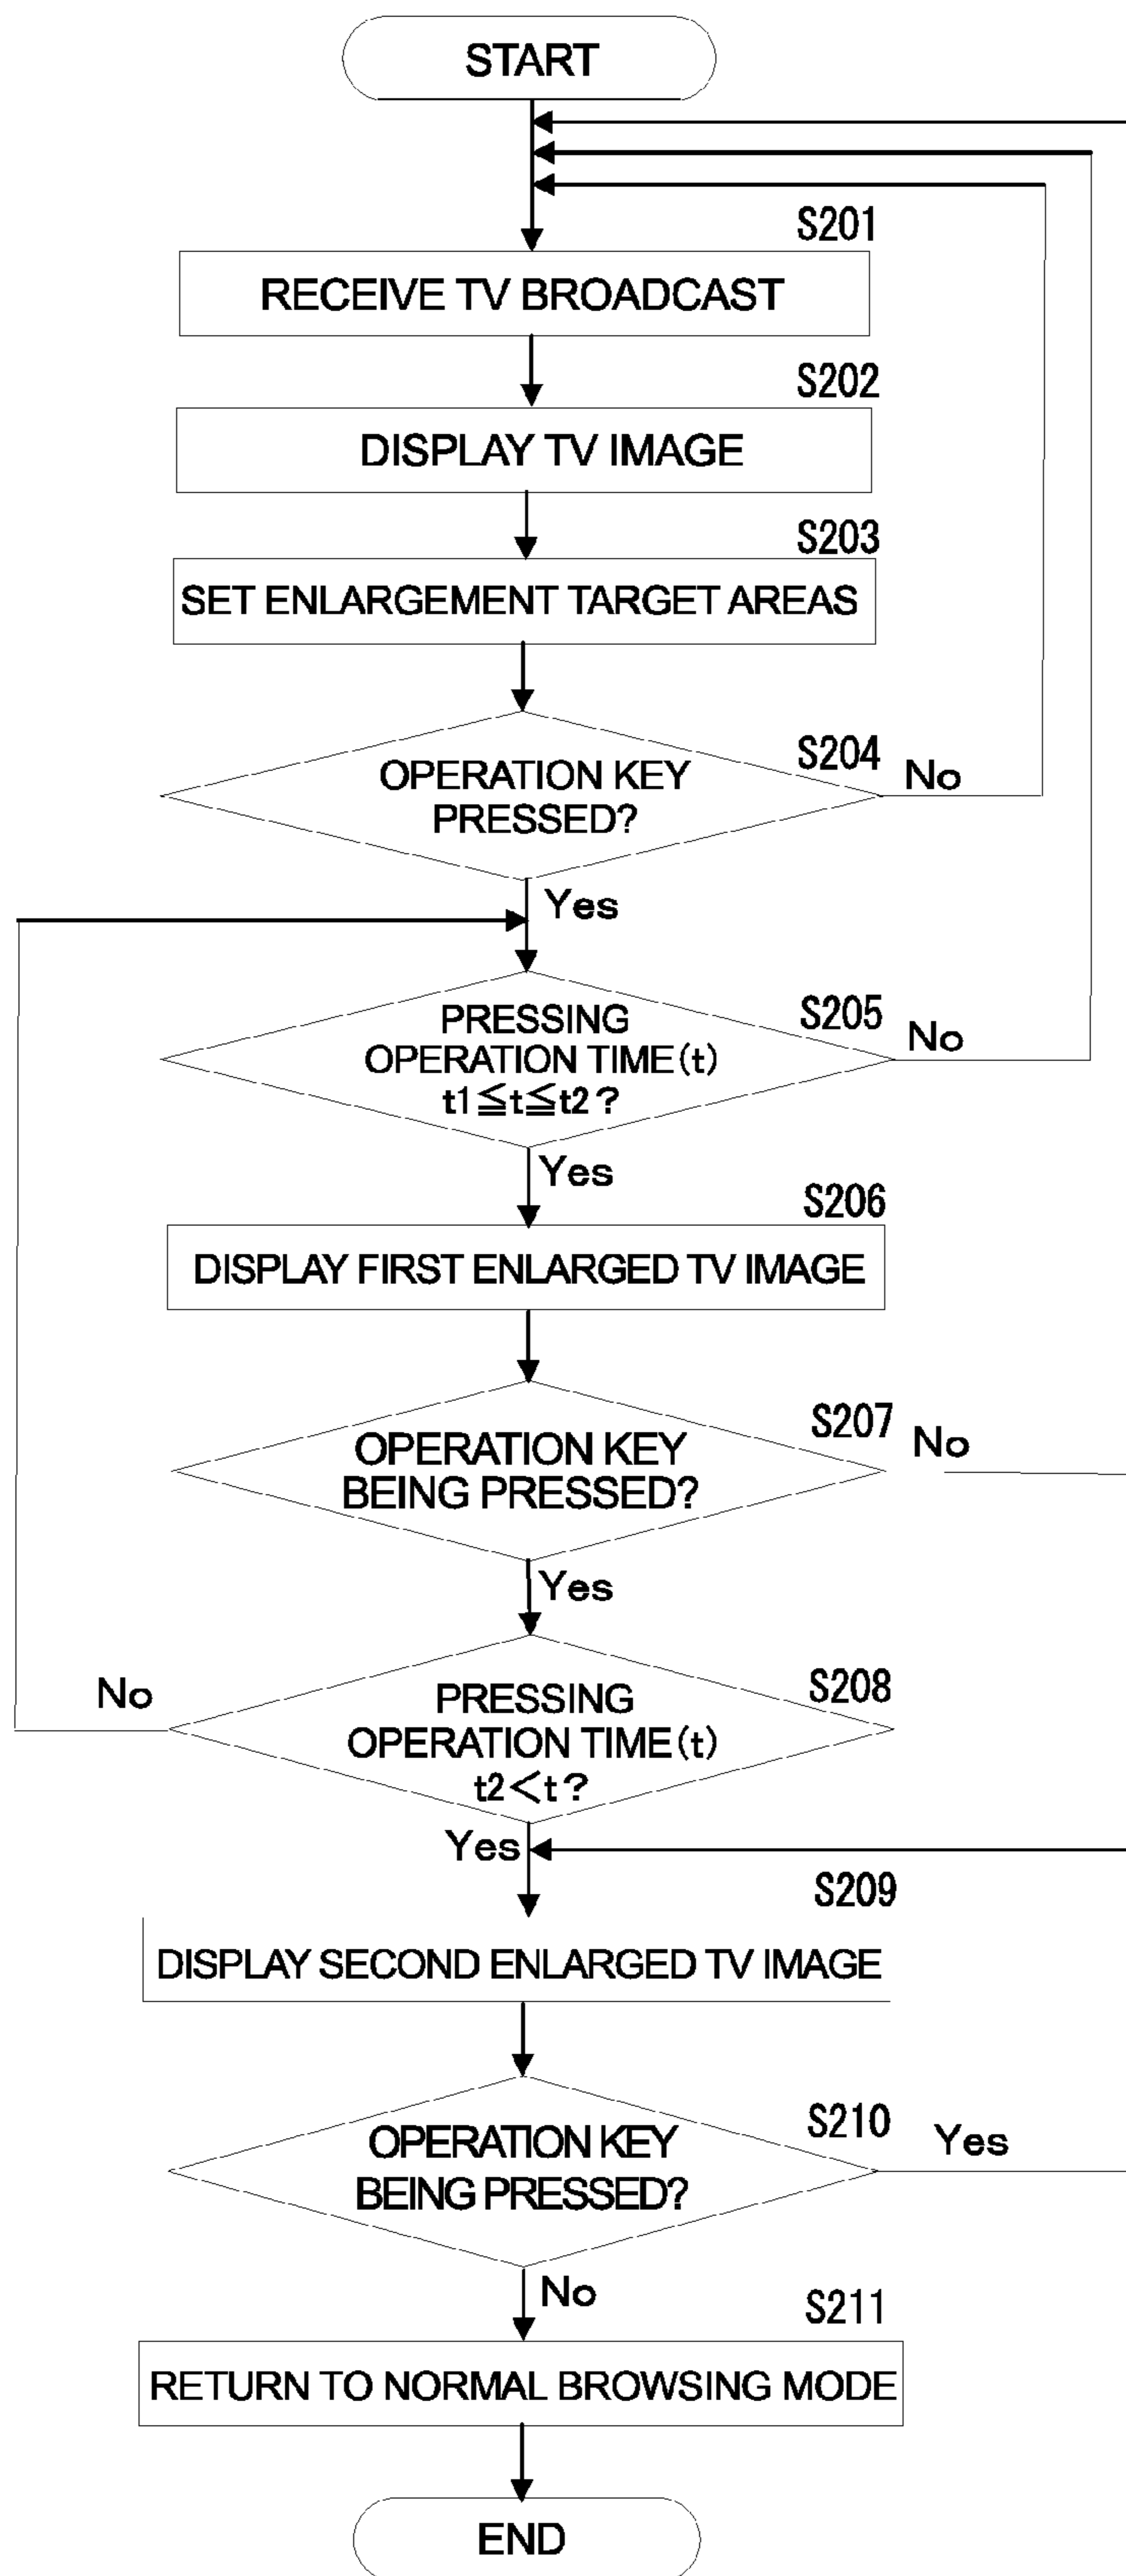 START
S201
RECEIVE TV BROADCAST
S202
DISPLAY TV IMAGE
S203
SET ENLARGEMENT TARGET AREAS
S204
OPERATION KEY
PRESSED?
No
Yes
S205
PRESSING
OPERATION TIME(t)
t1≦t≦t2?
No
Yes
S206
DISPLAY FIRST ENLARGED TV IMAGE
S207
OPERATION KEY
BEING PRESSED?
No
Yes
S208
PRESSING
OPERATION TIME(t)
t2<t?
No
Yes
S209
DISPLAY SECOND ENLARGED TV IMAGE
S210
OPERATION KEY
BEING PRESSED?
Yes
No
S211
RETURN TO NORMAL BROWSING MODE
END